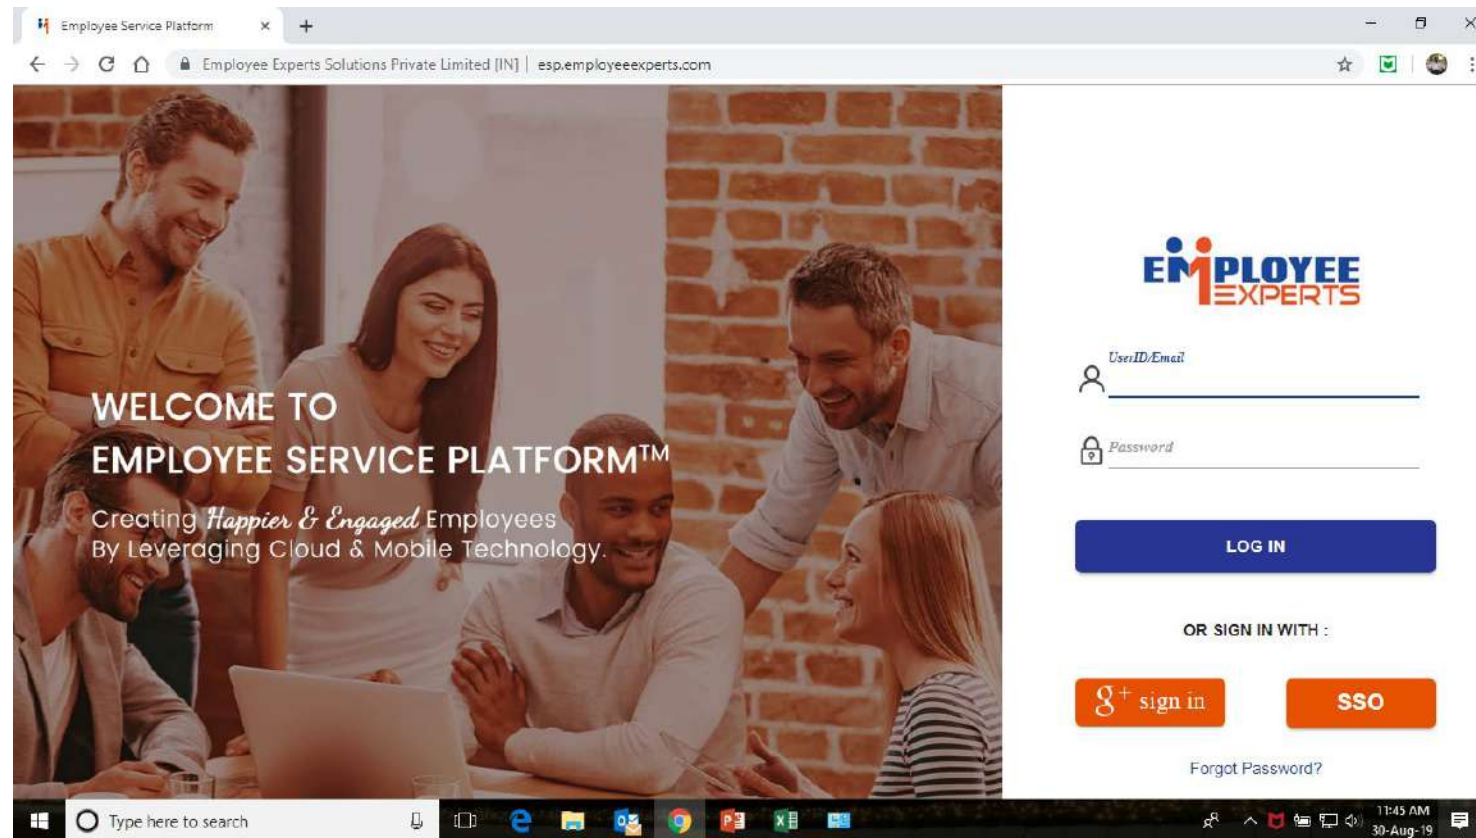 Employee Service Platform
Employee Experts Solutions Private Limited [IN] | esp.employeeexperts.com
WELCOME TO
EMPLOYEE SERVICE PLATFORM™
Creating Happier & Engaged Employees
By Leveraging Cloud & Mobile Technology.
EMPLOYEE
EXPERTS
UserID/Email
Password
LOG IN
OR SIGN IN WITH :
g+ sign in
SSO
Forgot Password?
Type here to search
11:45 AM
30-Aug-19